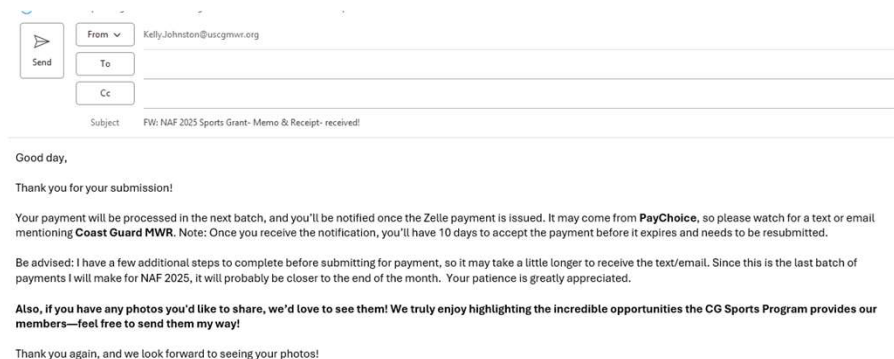 From
Kelly.Johnston@uscgmwr.org
Send
To
Cc
Subject FW: NAF 2025 Sports Grant- Memo & Receipt- received!
Good day,
Thank you for your submission!
Your payment will be processed in the next batch, and you'll be notified once the Zelle payment is issued. It may come from PayChoice, so please watch for a text or email
mentioning Coast Guard MWR. Note: Once you receive the notification, you'll have 10 days to accept the payment before it expires and needs to be resubmitted.
Be advised: I have a few additional steps to complete before submitting for payment, so it may take a little longer to receive the text/email. Since this is the last batch of
payments I will make for NAF 2025, it will probably be closer to the end of the month. Your patience is greatly appreciated.
Also, if you have any photos you'd like to share, we'd love to see them! We truly enjoy highlighting the incredible opportunities the CG Sports Program provides our
members—feel free to send them my way!
Thank you again, and we look forward to seeing your photos!